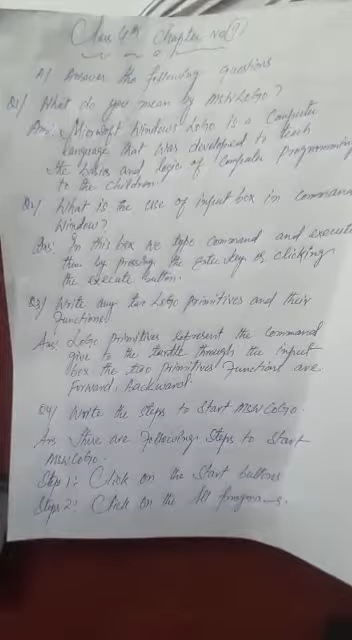 Class 4th Chapter No (9)
A) Answer the following questions
Q1/ What do you mean by MSWLoGo?
Ans: Microsoft Windows LoGo is a Computer
language that was developed to teach
the basics and logic of Computer Programming
to the children.
Q2/ What is the use of input box in command
Window?
Ans: In this box we type command and execute
them by pressing the Enter key or clicking
the execute button.
Q3/ Write any two LoGo primitives and their
functions
Ans: LoGo primitives represent the command
give to the turtle through the input
box the two primitives functions are
Forward, Backward.
Q4/ Write the steps to Start MSWLoGo.
Ans There are following Steps to Start
MSWLoGo.
Step 1: Click on the Start buttons
Step 2: Click on the All programs.